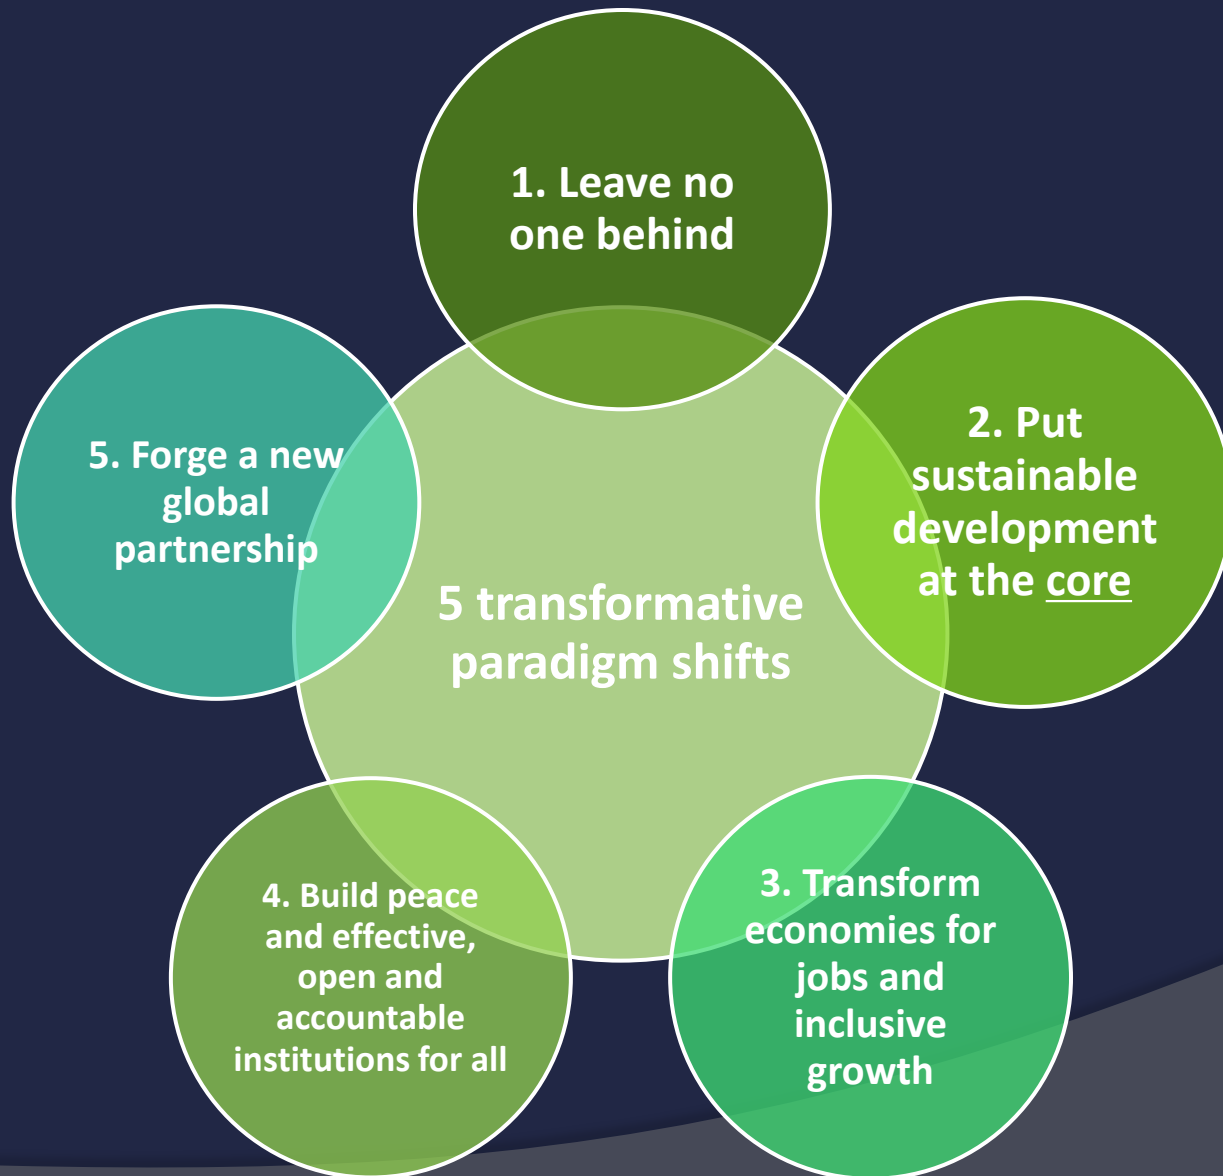 1. Leave no
one behind
2. Put
sustainable
development
at the core
3. Transform
economies for
jobs and
inclusive
growth
4. Build peace
and effective,
open and
accountable
institutions for all
5. Forge a new
global
partnership
5 transformative
paradigm shifts